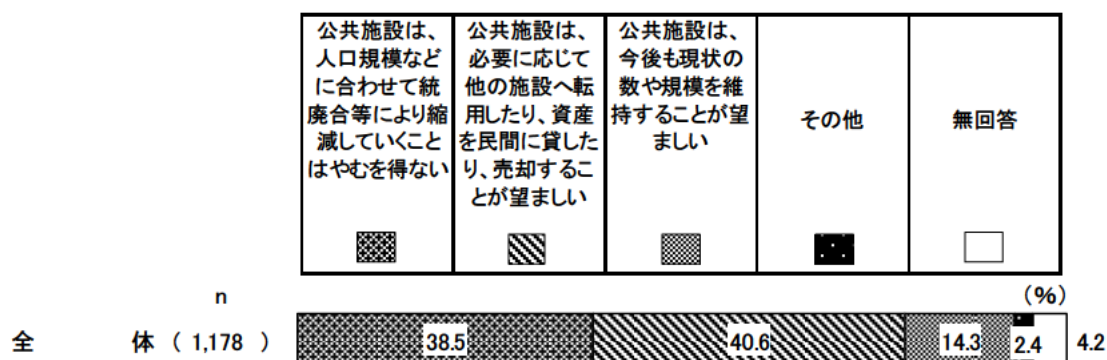 公共施設は、
人口規模など
に合わせて統
廃合等により縮
減していくこと
はやむを得ない
公共施設は、
必要に応じて
他の施設へ転
用したり、資産
を民間に貸した
り、売却するこ
とが望ましい
公共施設は、
今後も現状の
数や規模を維
持することが望
ましい
その他
無回答
n
（%）
全　体 （ 1,178 ） 38.5 40.6 14.3 2.4 4.2